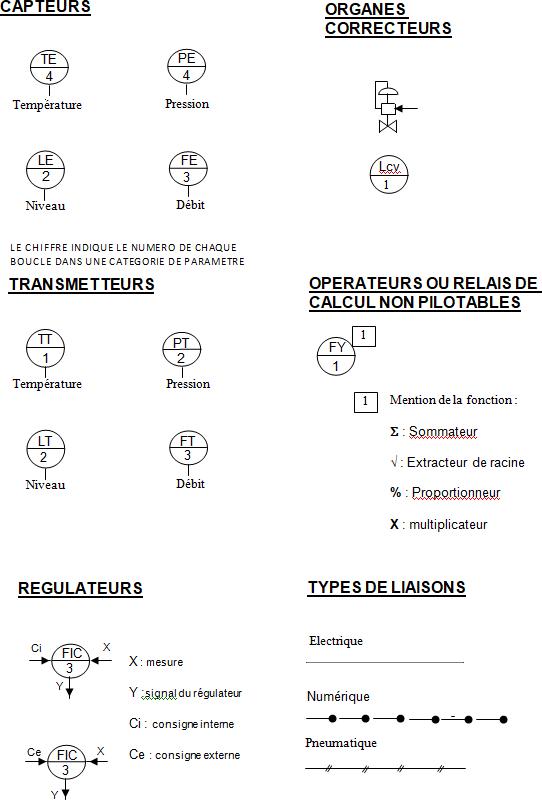 CAPTEURS
TE
4
Température
PE
4
Pression
LE
2
Niveau
FE
3
Débit
LE CHIFFRE INDIQUE LE NUMERO DE CHAQUE
BOUCLE DANS UNE CATEGORIE DE PARAMETRE
ORGANES
CORRECTEURS
Lcv
1
TRANSMETTEURS
TT
1
Température
PT
2
Pression
LT
2
Niveau
FT
3
Débit
OPERATEURS OU RELAIS DE
CALCUL NON PILOTABLES
1
FY
1
1 Mention de la fonction :
Σ : Sommateur
√ : Extracteur de racine
% : Proportionneur
X : multiplicateur
REGULATEURS
Ci
FIC
3
X
Y
X : mesure
Y : signal du régulateur
Ci : consigne interne
Ce : consigne externe
Ce
FIC
3
X
Y
TYPES DE LIAISONS
Electrique
Numérique
Pneumatique